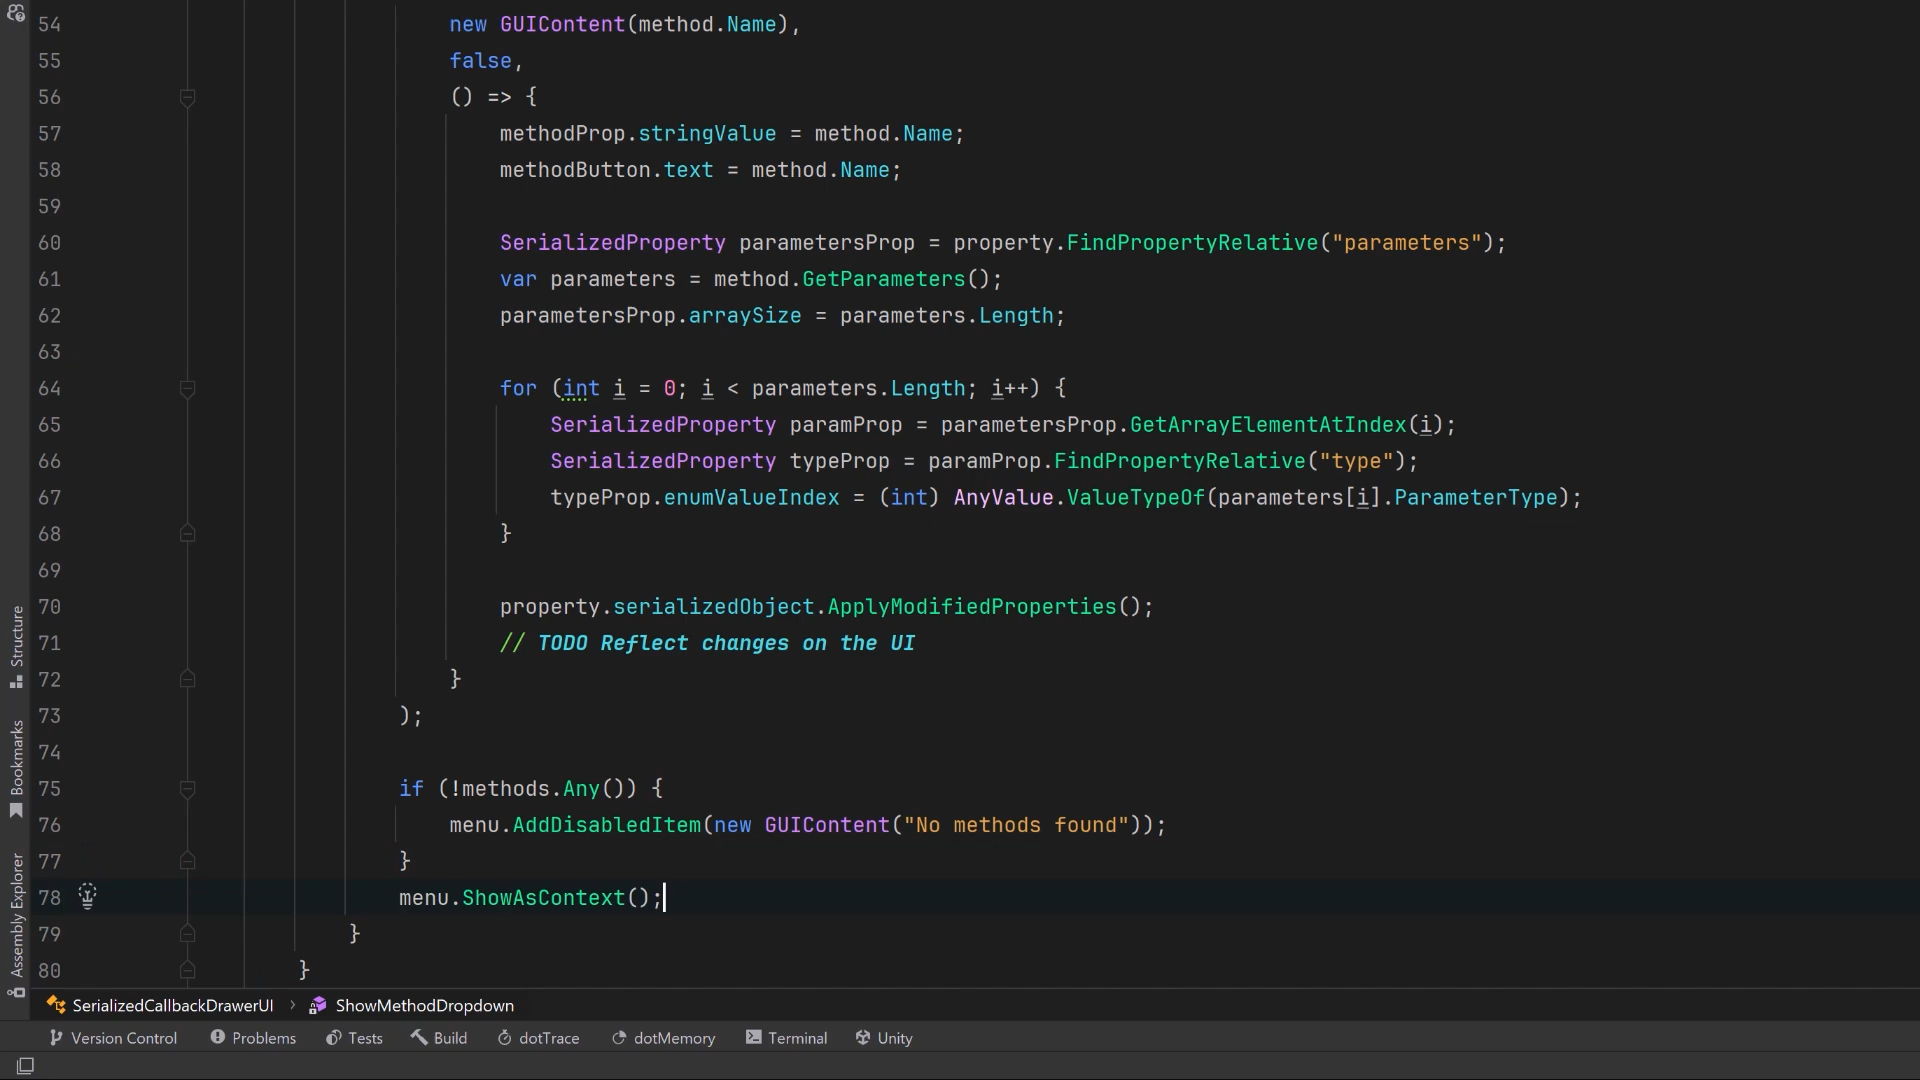 54 new GUIContent(method.Name),
55 false,
56 () => {
57 methodProp.stringValue = method.Name;
58 methodButton.text = method.Name;
59
60 SerializedProperty parametersProp = property.FindPropertyRelative("parameters");
61 var parameters = method.GetParameters();
62 parametersProp.arraySize = parameters.Length;
63
64 for (int i = 0; i < parameters.Length; i++) {
65 SerializedProperty paramProp = parametersProp.GetArrayElementAtIndex(i);
66 SerializedProperty typeProp = paramProp.FindPropertyRelative("type");
67 typeProp.enumValueIndex = (int) AnyValue.ValueTypeOf(parameters[i].ParameterType);
68 }
69
70 property.serializedObject.ApplyModifiedProperties();
71 // TODO Reflect changes on the UI
72 }
73 );
74
75 if (!methods.Any()) {
76 menu.AddDisabledItem(new GUIContent("No methods found"));
77 }
78 menu.ShowAsContext();
79 }
80 }
Structure
Bookmarks
Assembly Explorer
SerializedCallbackDrawerUI > ShowMethodDropdown
Version Control Problems Tests Build dotTrace dotMemory Terminal Unity